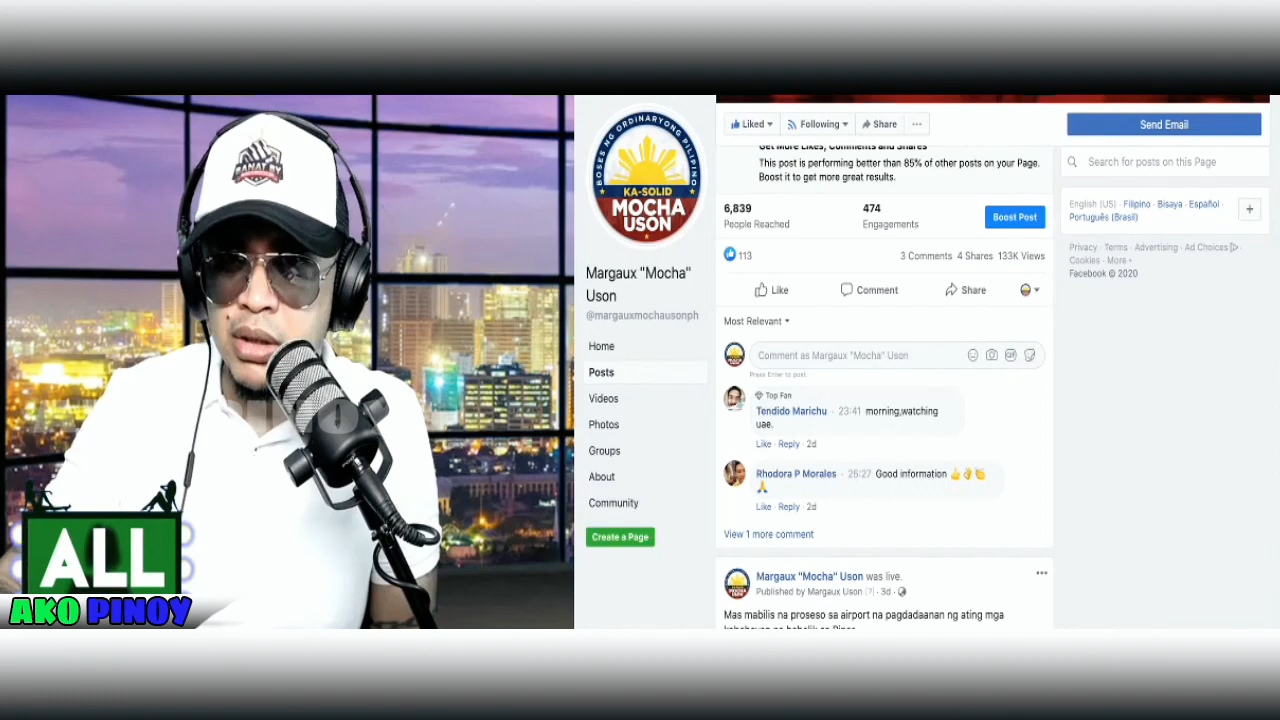 ALL
AKO PINOY
BOSES NG ORDINARYONG PILIPINO
KA-SOLID
MOCHA
USON
Margaux "Mocha"
Uson
@margauxmochausonph
Home
Posts
Videos
Photos
Groups
About
Community
Create a Page
Liked
Following
Share
Send Email
Get More Likes, Comments and Shares
This post is performing better than 85% of other posts on your Page.
Boost it to get more great results.
6,839
People Reached
474
Engagements
Boost Post
113
3 Comments 4 Shares 133K Views
Like
Comment
Share
Most Relevant
Comment as Margaux "Mocha" Uson
Press Enter to post.
Top Fan
Tendido Marichu · 23:41 morning,watching
uae.
Like · Reply · 2d
Rhodora P Morales · 26:27 Good information 👍👌👏
🙏
Like · Reply · 2d
View 1 more comment
Margaux "Mocha" Uson was live.
Published by Margaux Uson [?] · 3d ·
Mas mabilis na proseso sa airport na pagdadaanan ng ating mga
Search for posts on this Page
English (US) · Filipino · Bisaya · Español ·
Português (Brasil)
Privacy · Terms · Advertising · Ad Choices ·
Cookies · More
Facebook © 2020